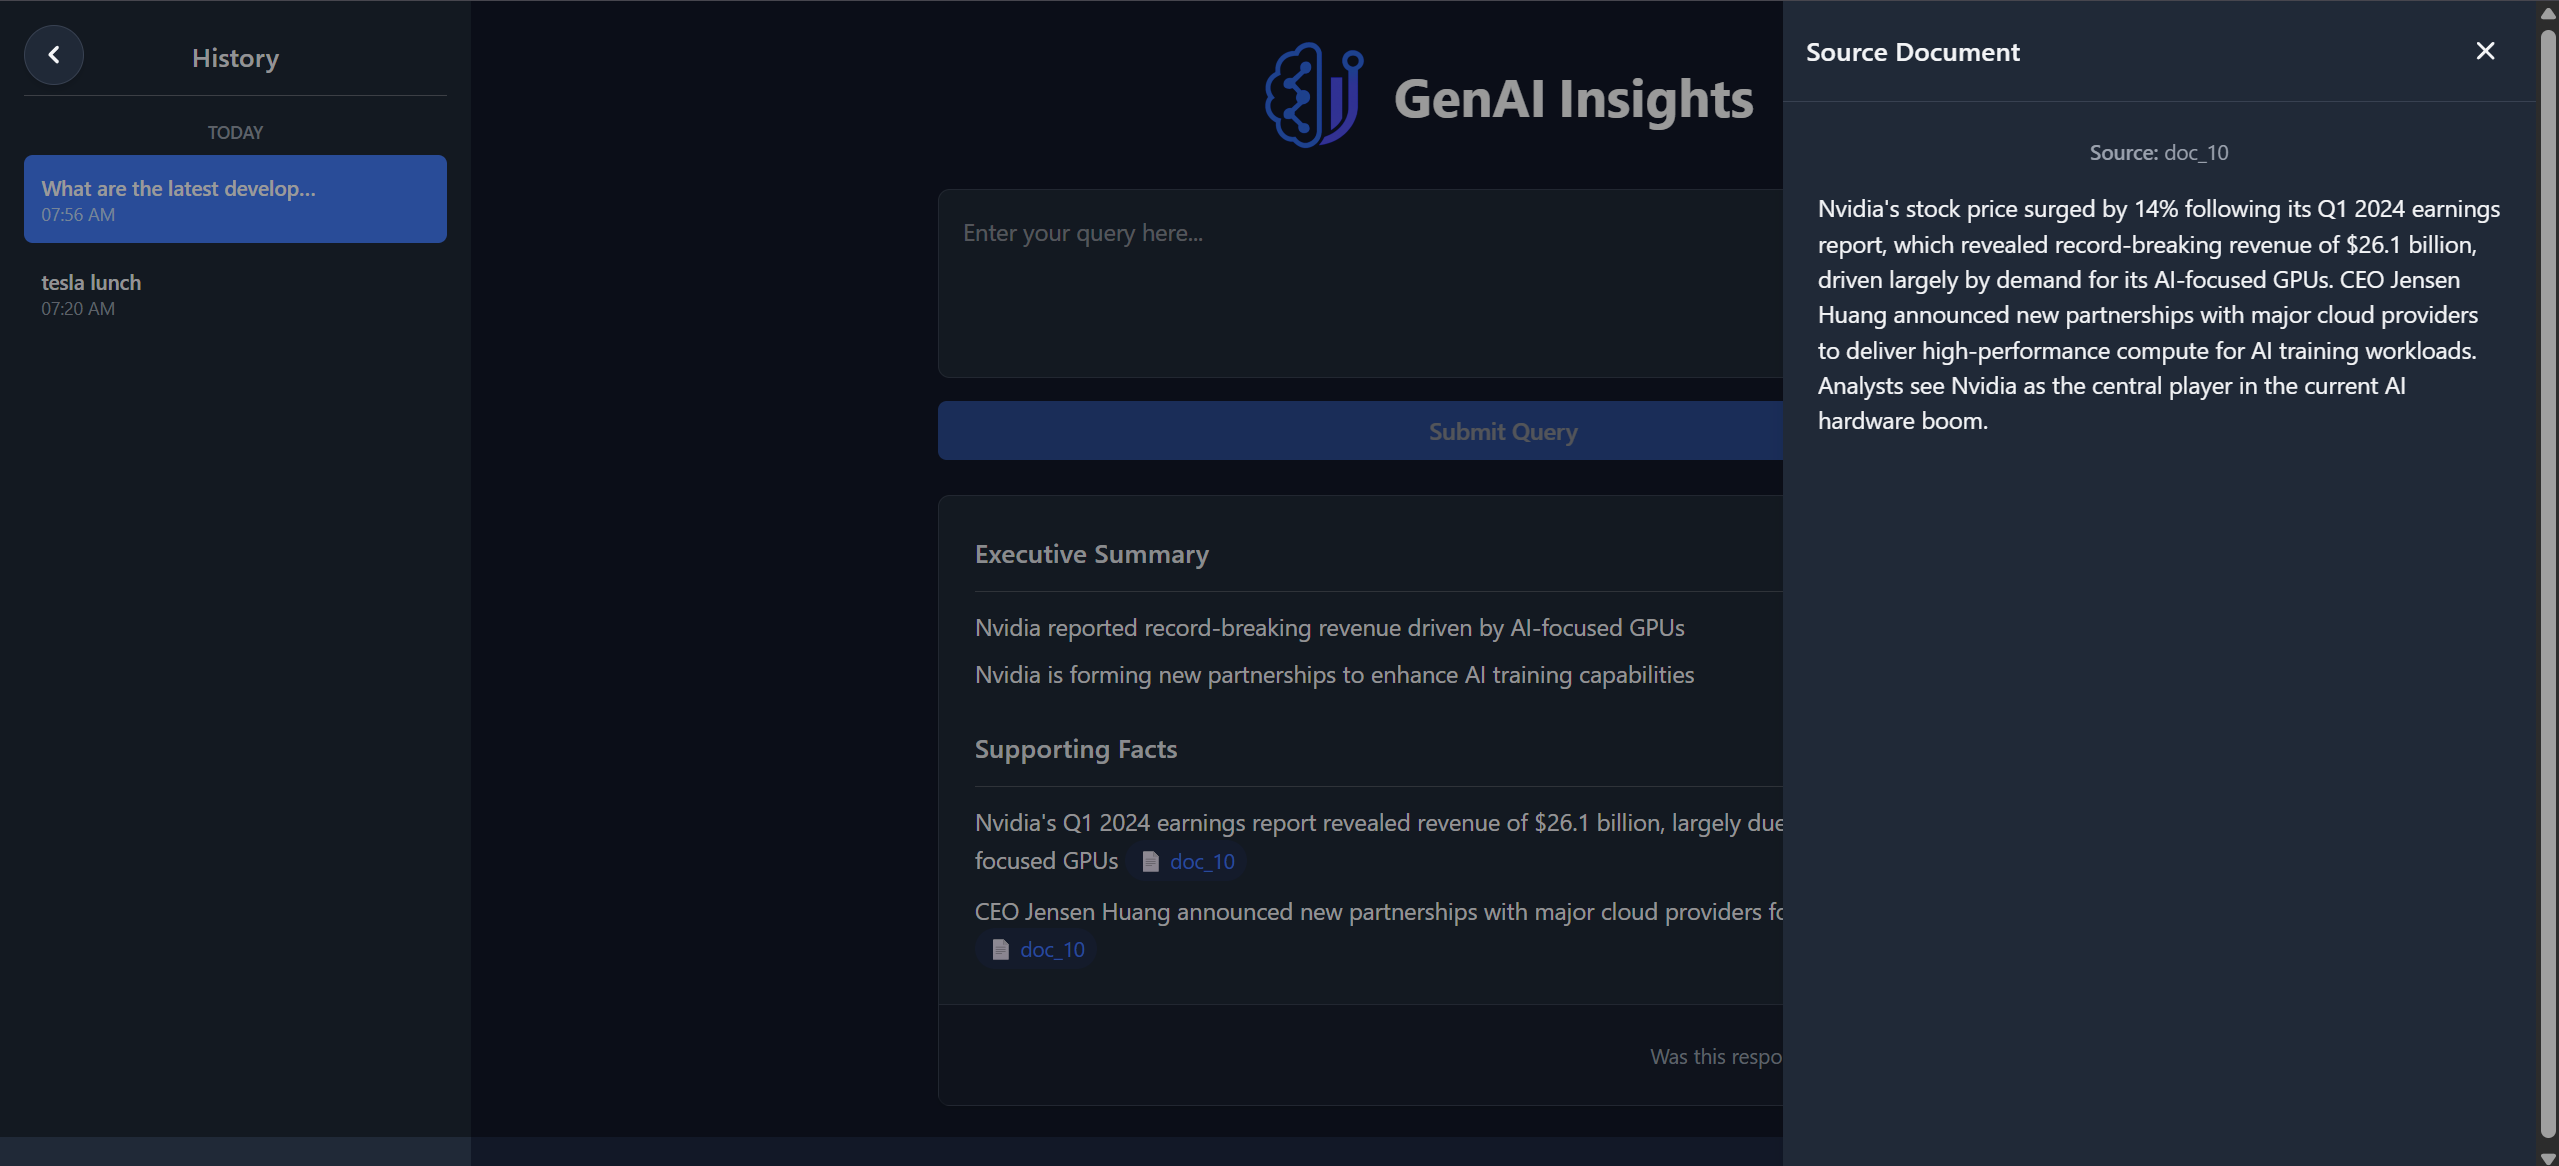 History
TODAY
What are the latest develop...
07:56 AM
tesla lunch
07:20 AM
GenAI Insights
Enter your query here...
Submit Query
Executive Summary
Nvidia reported record-breaking revenue driven by AI-focused GPUs
Nvidia is forming new partnerships to enhance AI training capabilities
Supporting Facts
Nvidia's Q1 2024 earnings report revealed revenue of $26.1 billion, largely due
focused GPUs doc_10
CEO Jensen Huang announced new partnerships with major cloud providers
doc_10
Was this
Source Document
Source: doc_10
Nvidia's stock price surged by 14% following its Q1 2024 earnings
report, which revealed record-breaking revenue of $26.1 billion,
driven largely by demand for its AI-focused GPUs. CEO Jensen
Huang announced new partnerships with major cloud providers
to deliver high-performance compute for AI training workloads.
Analysts see Nvidia as the central player in the current AI
hardware boom.